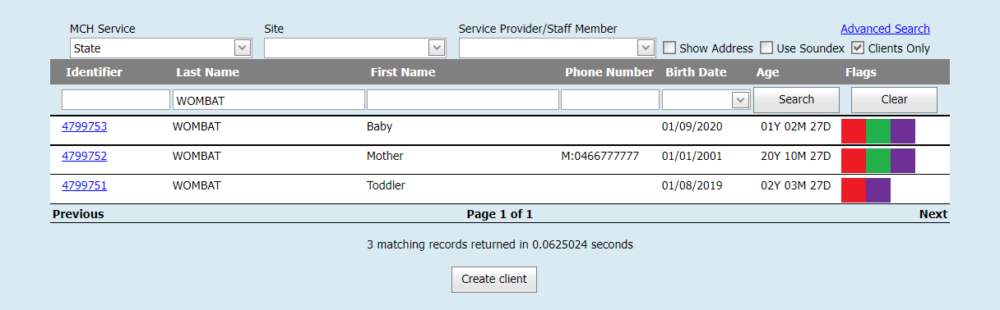 MCH Service Site Service Provider/Staff Member Advanced Search
State Show Address Use Soundex Clients Only
Identifier Last Name First Name Phone Number Birth Date Age Flags
WOMBAT Search Clear
4799753 WOMBAT Baby 01/09/2020 01Y 02M 27D
4799752 WOMBAT Mother M:0466777777 01/01/2001 20Y 10M 27D
4799751 WOMBAT Toddler 01/08/2019 02Y 03M 27D
Previous Page 1 of 1 Next
3 matching records returned in 0.0625024 seconds
Create client